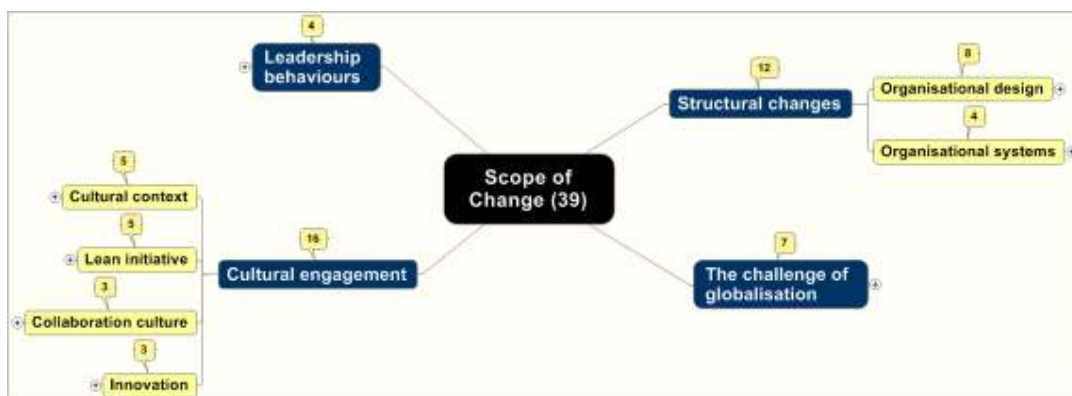 4
Leadership
behaviours
12
Structural changes
8
Organisational design
4
Organisational systems
Scope of
Change (39)
5
Cultural context
5
Lean initiative
16
Cultural engagement
3
Collaboration culture
3
Innovation
7
The challenge of
globalisation